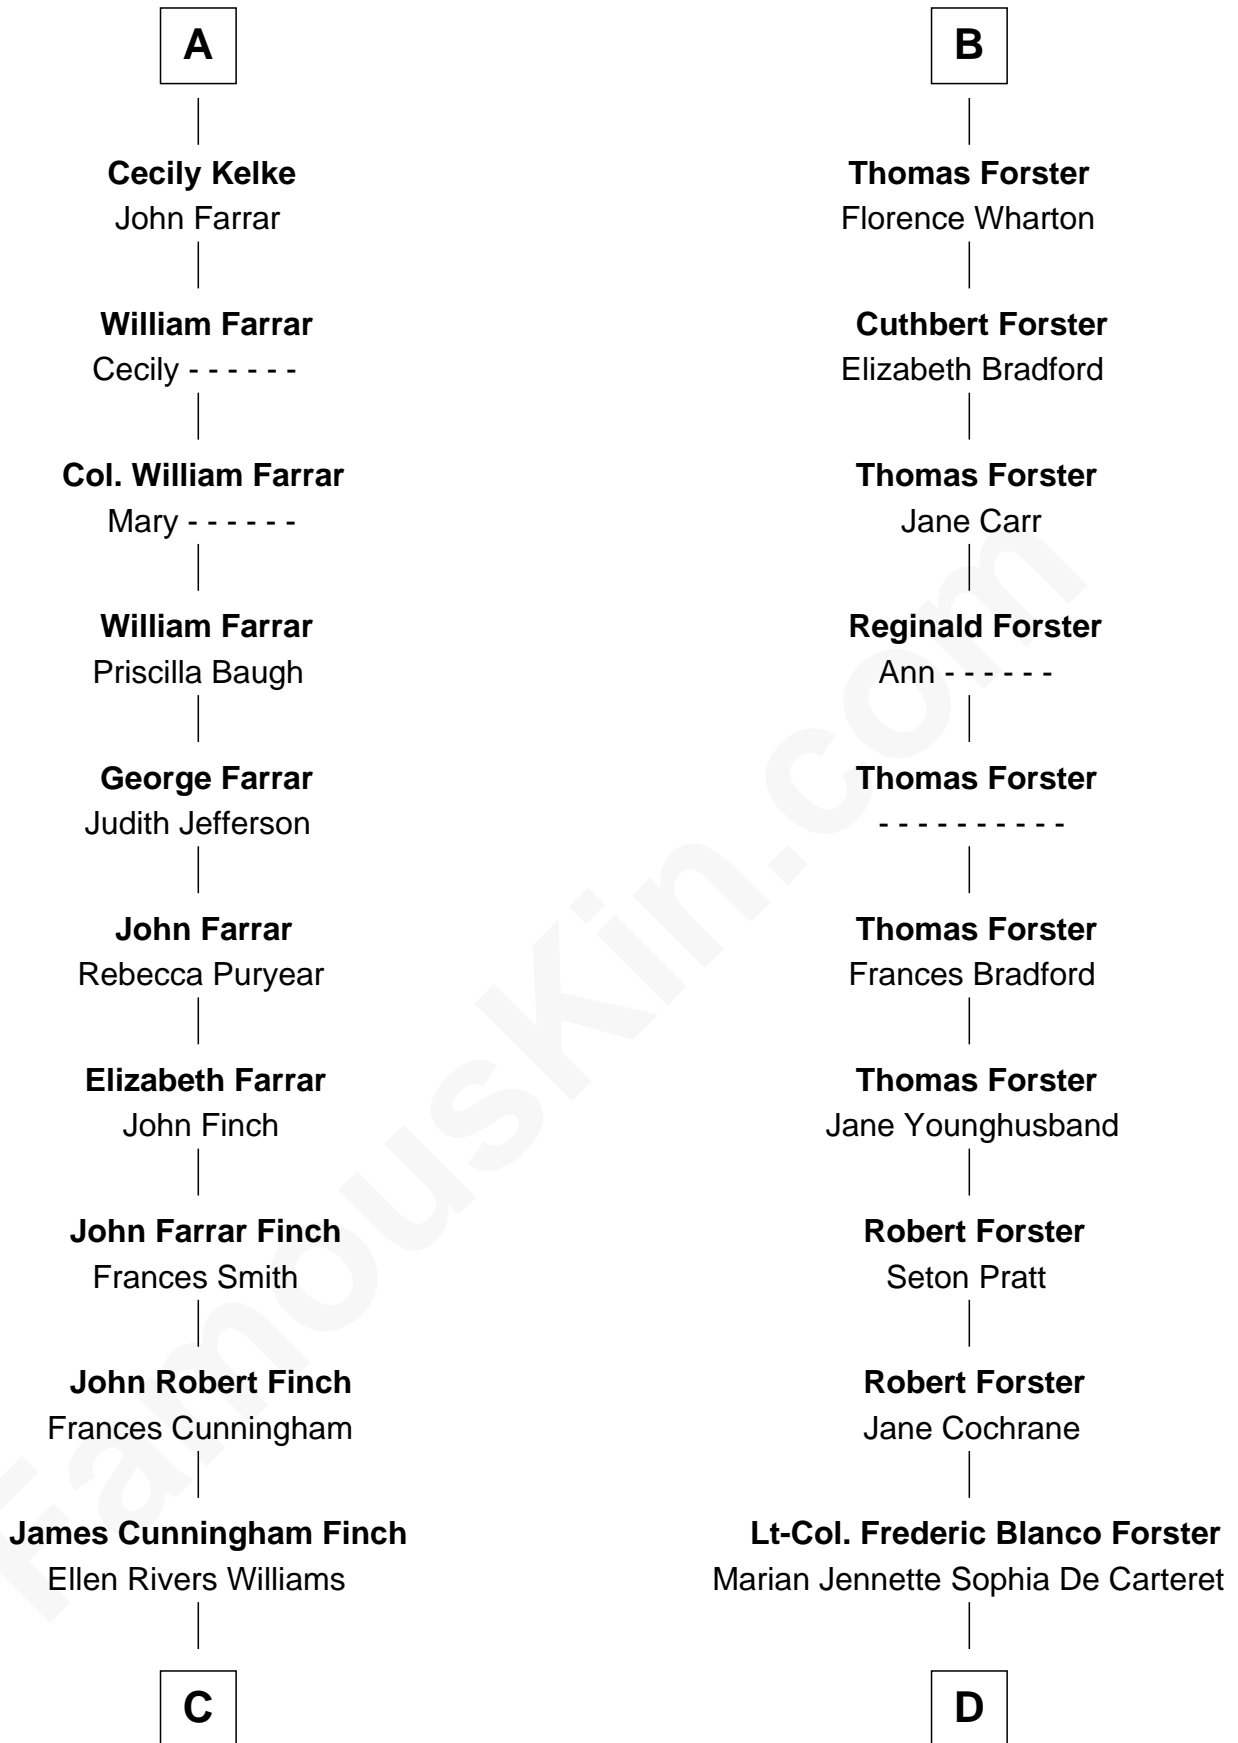 A
Cecily Kelke
John Farrar
William Farrar
Cecily - - - - - -
Col. William Farrar
Mary - - - - - -
William Farrar
Priscilla Baugh
George Farrar
Judith Jefferson
John Farrar
Rebecca Puryear
Elizabeth Farrar
John Finch
John Farrar Finch
Frances Smith
John Robert Finch
Frances Cunningham
James Cunningham Finch
Ellen Rivers Williams
C
B
Thomas Forster
Florence Wharton
Cuthbert Forster
Elizabeth Bradford
Thomas Forster
Jane Carr
Reginald Forster
Ann - - - - - -
Thomas Forster
- - - - - - - - - -
Thomas Forster
Frances Bradford
Thomas Forster
Jane Younghusband
Robert Forster
Seton Pratt
Robert Forster
Jane Cochrane
Lt-Col. Frederic Blanco Forster
Marian Jennette Sophia De Carteret
D
FamousKin.com